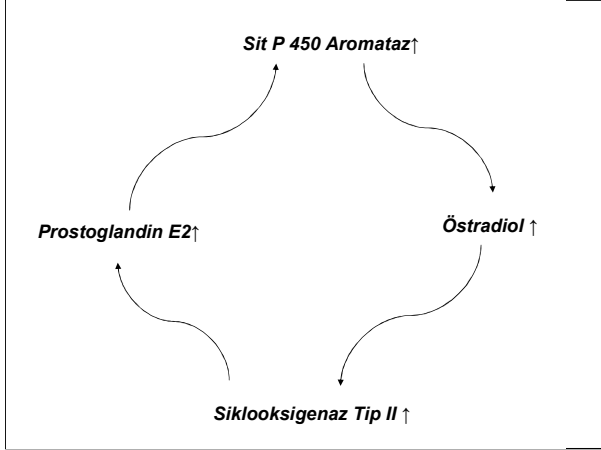 Sit P 450 Aromataz↑
Prostoglandin E2↑
Östradiol ↑
Siklooksigenaz Tip II ↑